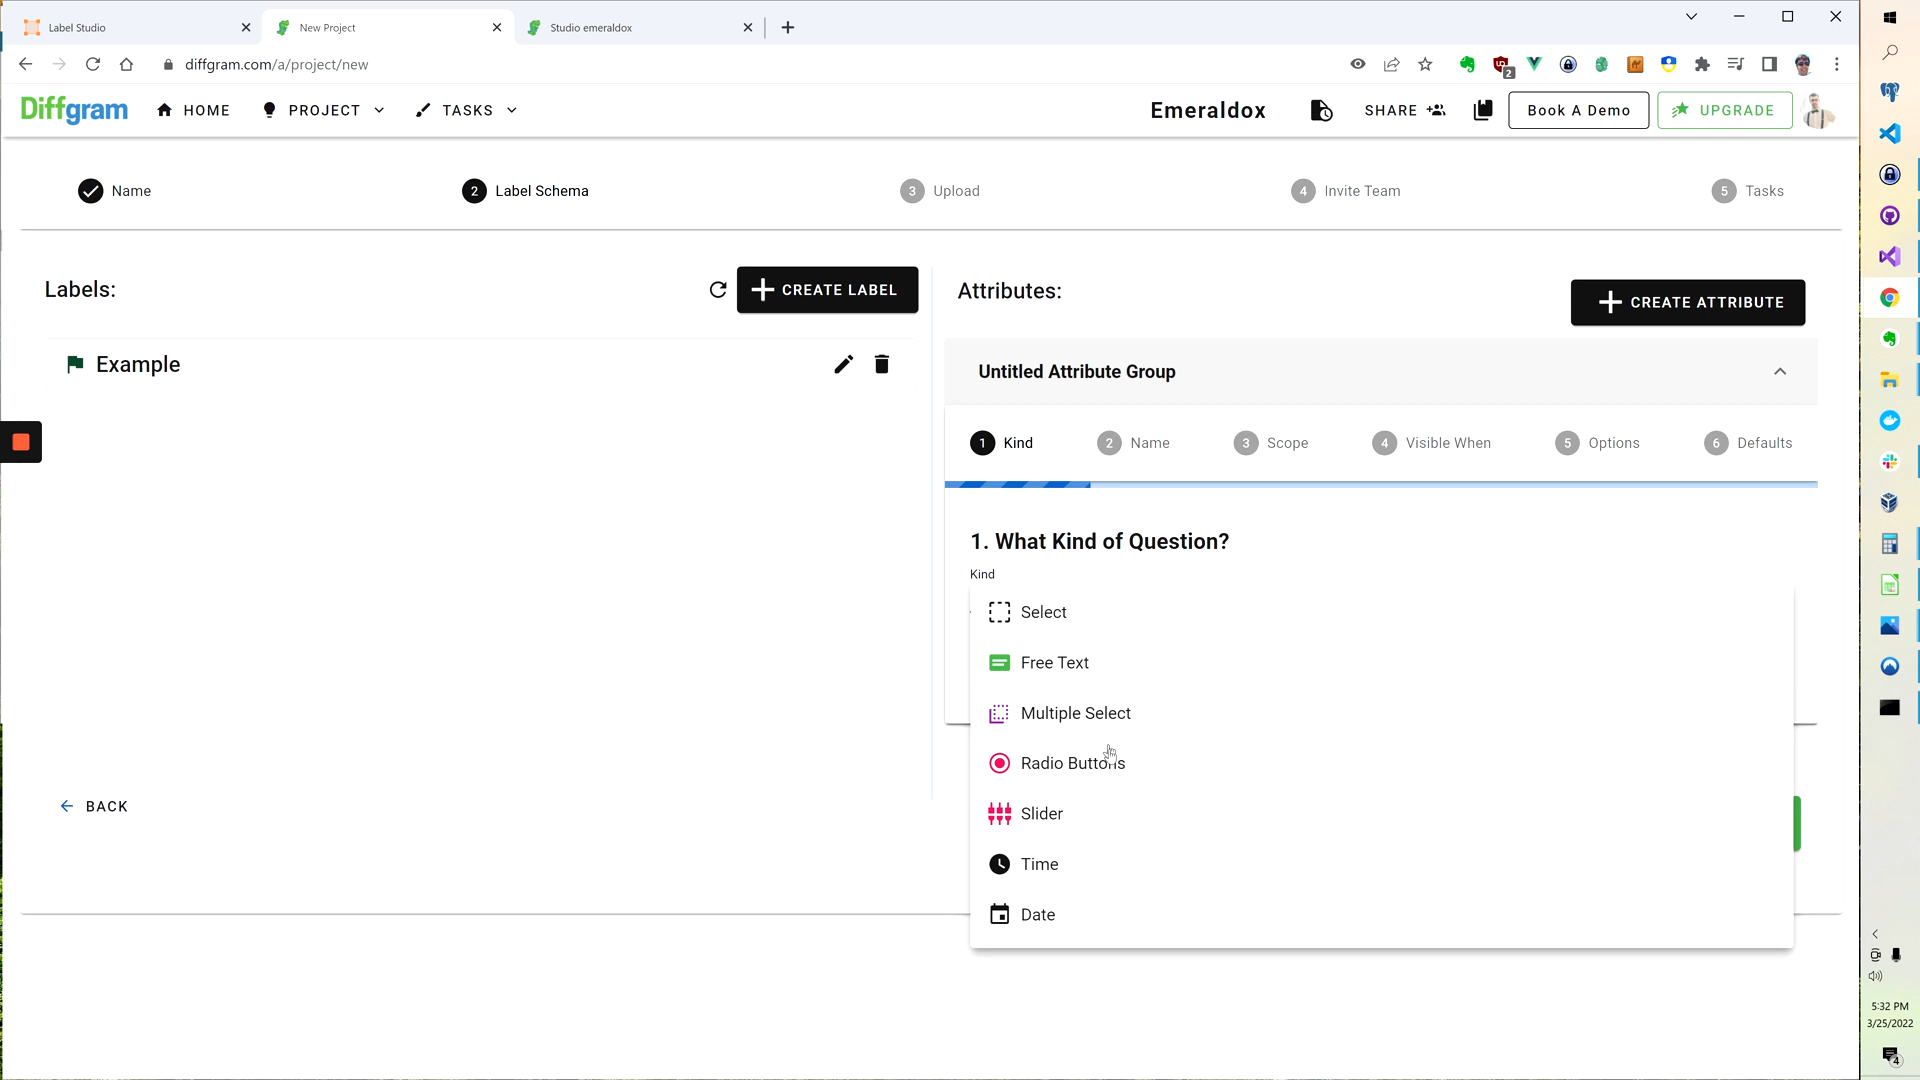 Label Studio
New Project
Studio emeraldox
diffgram.com/a/project/new
2
Diffgram
HOME
PROJECT
TASKS
Emeraldox
SHARE
Book A Demo
UPGRADE
Name
2 Label Schema
3 Upload
4 Invite Team
5 Tasks
Labels:
CREATE LABEL
Example
BACK
Attributes:
CREATE ATTRIBUTE
Untitled Attribute Group
1 Kind
2 Name
3 Scope
4 Visible When
5 Options
6 Defaults
1. What Kind of Question?
Kind
Select
Free Text
Multiple Select
Radio Buttons
Slider
Time
Date
5:32 PM
3/25/2022
4